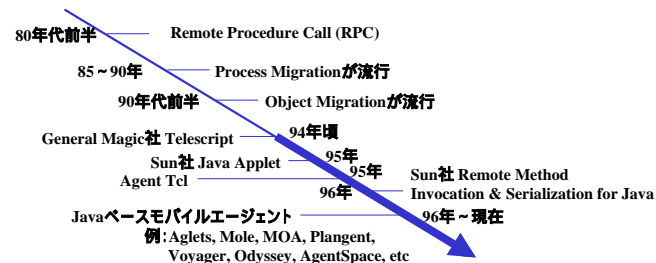 80年代前半
Remote Procedure Call (RPC)
85~90年
Process Migrationが流行
90年代前半
Object Migrationが流行
General Magic社 Telescript
94年頃
Sun社 Java Applet
95年
Agent Tcl
95年
96年
Sun社 Remote Method
Invocation & Serialization for Java
Javaベースモバイルエージェント
96年~現在
例:Aglets, Mole, MOA, Plangent,
Voyager, Odyssey, AgentSpace, etc